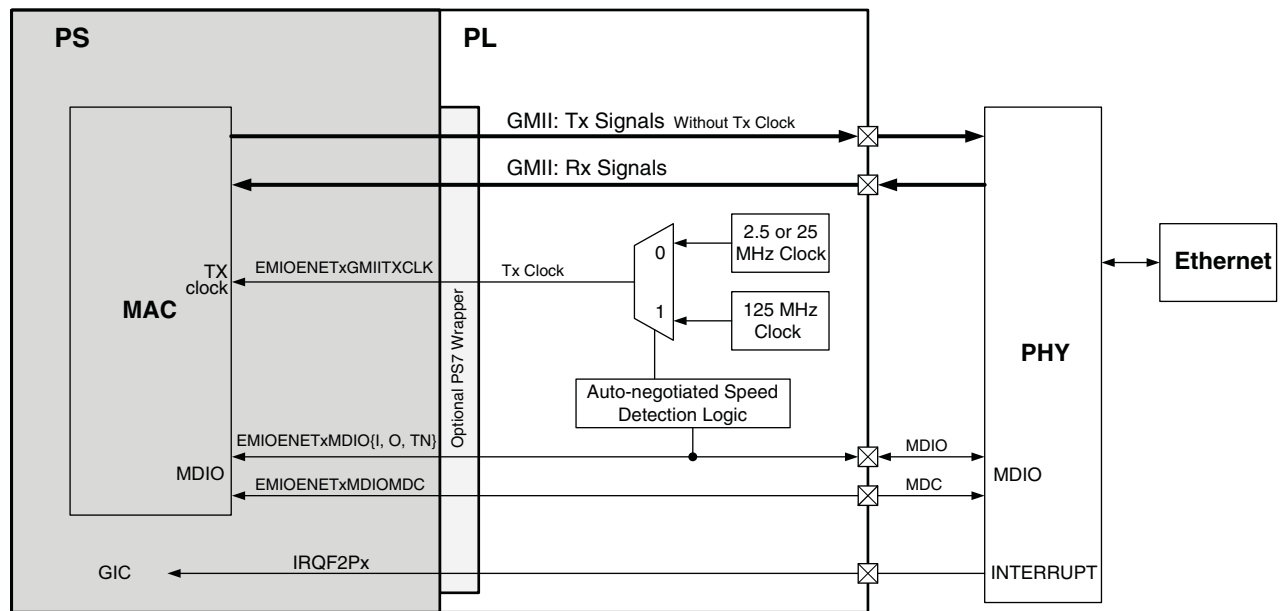 PS
PL
GMII: Tx Signals Without Tx Clock
GMII: Rx Signals
2.5 or 25
MHz Clock
0
EMIOENETxGMIITXCLK
Tx Clock
TX
clock
MAC
1
125 MHz
Clock
Ethernet
PHY
Optional PS7 Wrapper
Auto-negotiated Speed
Detection Logic
EMIOENETxMDIO{I, O, TN}
MDIO
MDIO
MDIO
EMIOENETxMDIOMDC
MDC
IRQF2Px
GIC
INTERRUPT